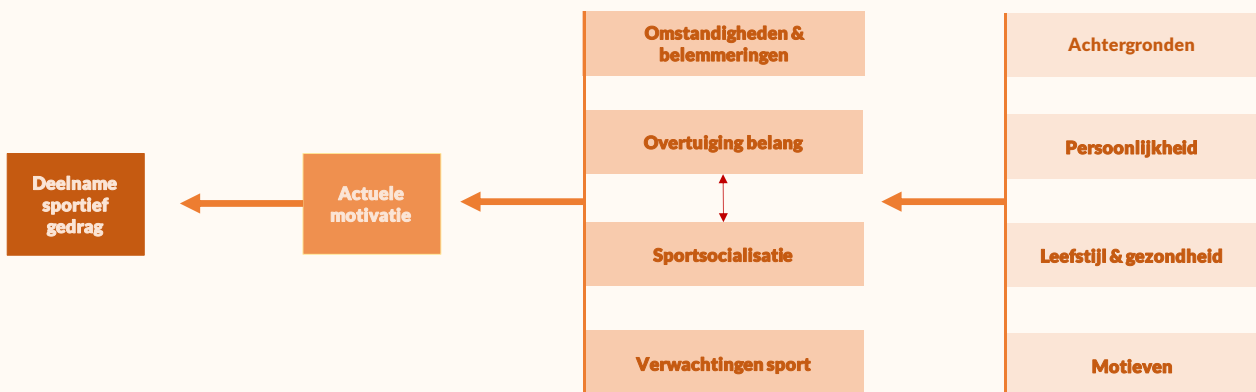 Deelname
sportief
gedrag
Actuele
motivatie
Omstandigheden &
belemmeringen
Overtuiging belang
Sportsocialisatie
Verwachtingen sport
Achtergronden
Persoonlijkheid
Leefstijl & gezondheid
Motieven